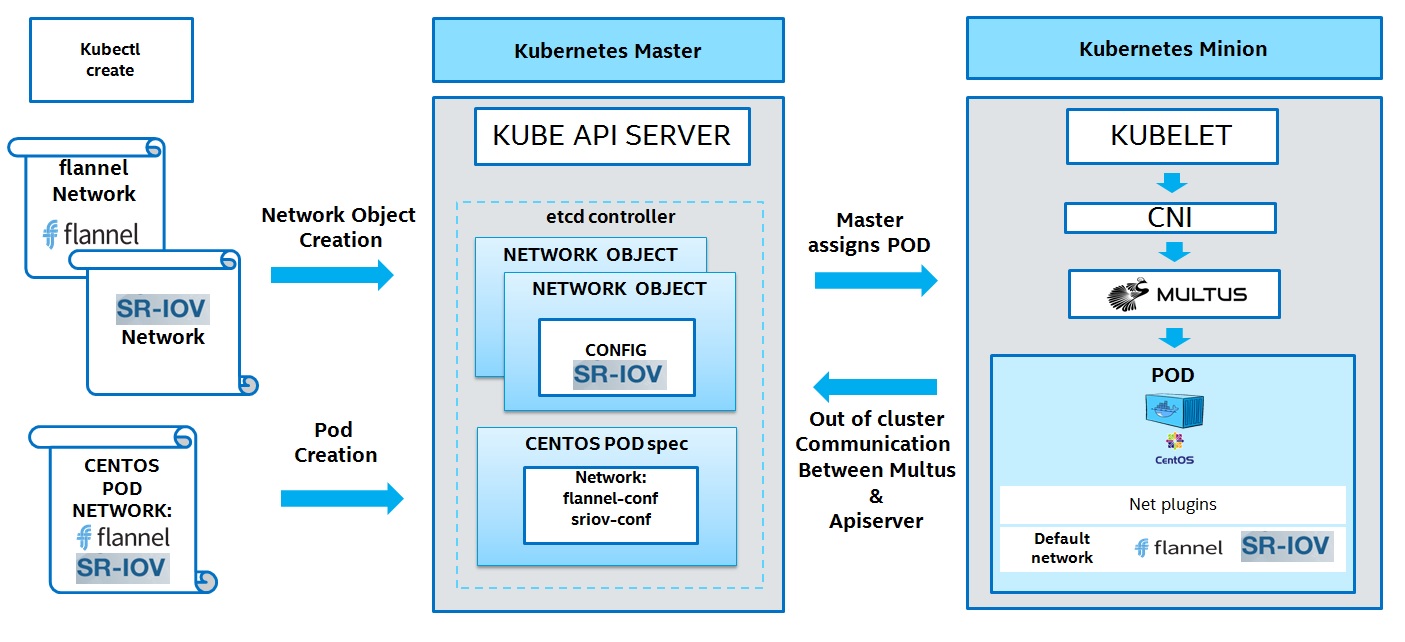 Kubectl
create
flannel
Network
flannel
SR-IOV
Network
CENTOS
POD
NETWORK:
flannel
SR-IOV
Network Object
Creation
Pod
Creation
Kubernetes Master
KUBE API SERVER
etcd controller
NETWORK OBJECT
NETWORK OBJECT
CONFIG
SR-IOV
CENTOS POD spec
Network:
flannel-conf
sriov-conf
Master
assigns POD
Out of cluster
Communication
Between Multus
&
Apiserver
Kubernetes Minion
KUBELET
CNI
MULTUS
POD
CentOS
Net plugins
Default
network
flannel
SR-IOV